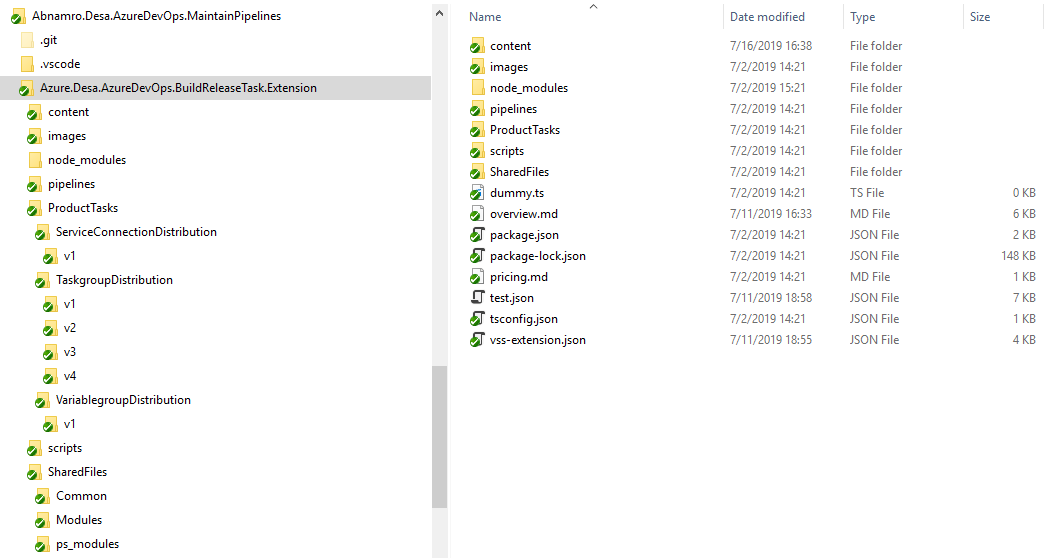 Abnamro.Desa.AzureDevOps.MaintainPipelines
.git
.vscode
Azure.Desa.AzureDevOps.BuildReleaseTask.Extension
content
images
node_modules
pipelines
ProductTasks
ServiceConnectionDistribution
v1
TaskgroupDistribution
v1
v2
v3
v4
VariablegroupDistribution
v1
scripts
SharedFiles
Common
Modules
ps_modules
Name Date modified Type Size
content 7/16/2019 16:38 File folder
images 7/2/2019 14:21 File folder
node_modules 7/2/2019 15:21 File folder
pipelines 7/2/2019 14:21 File folder
ProductTasks 7/2/2019 14:21 File folder
scripts 7/2/2019 14:21 File folder
SharedFiles 7/2/2019 14:21 File folder
dummy.ts 7/2/2019 14:21 TS File 0 KB
overview.md 7/11/2019 16:33 MD File 6 KB
package.json 7/2/2019 14:21 JSON File 2 KB
package-lock.json 7/2/2019 14:21 JSON File 148 KB
pricing.md 7/2/2019 14:21 MD File 1 KB
test.json 7/11/2019 18:58 JSON File 7 KB
tsconfig.json 7/2/2019 14:21 JSON File 1 KB
vss-extension.json 7/11/2019 18:55 JSON File 4 KB